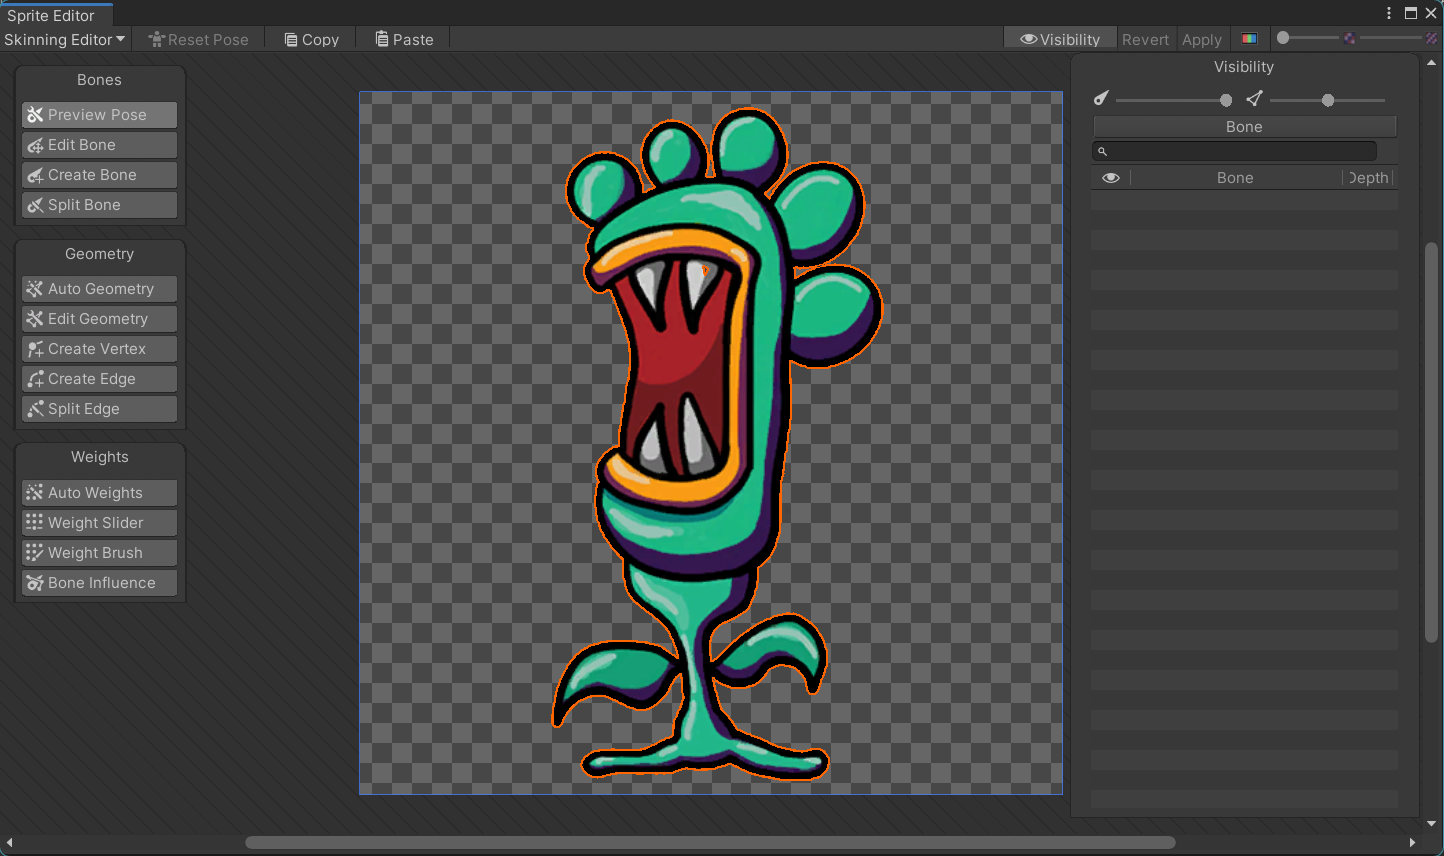 Sprite Editor
Skinning Editor
Reset Pose
Copy
Paste
Visibility
Revert
Apply
Bones
Preview Pose
Edit Bone
Create Bone
Split Bone
Geometry
Auto Geometry
Edit Geometry
Create Vertex
Create Edge
Split Edge
Weights
Auto Weights
Weight Slider
Weight Brush
Bone Influence
Visibility
Bone
Bone
Depth